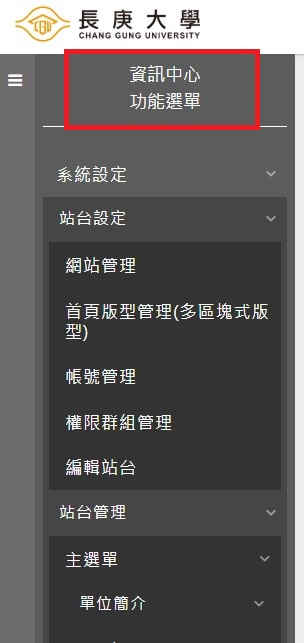 長庚大學
CHANG GUNG UNIVERSITY
資訊中心
功能選單
系統設定
站台設定
網站管理
首頁版型管理(多區塊式版
型)
帳號管理
權限群組管理
編輯站台
站台管理
主選單
單位簡介